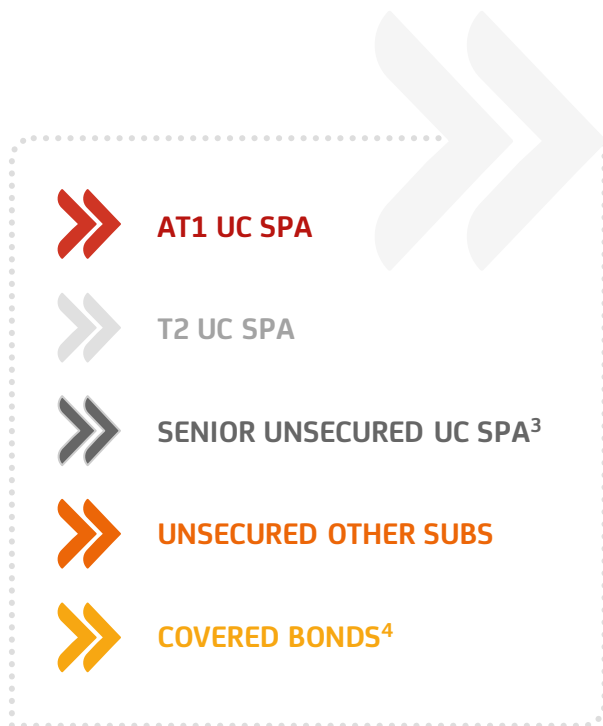 AT1 UC SPA
T2 UC SPA
SENIOR UNSECURED UC SPA³
UNSECURED OTHER SUBS
COVERED BONDS⁴